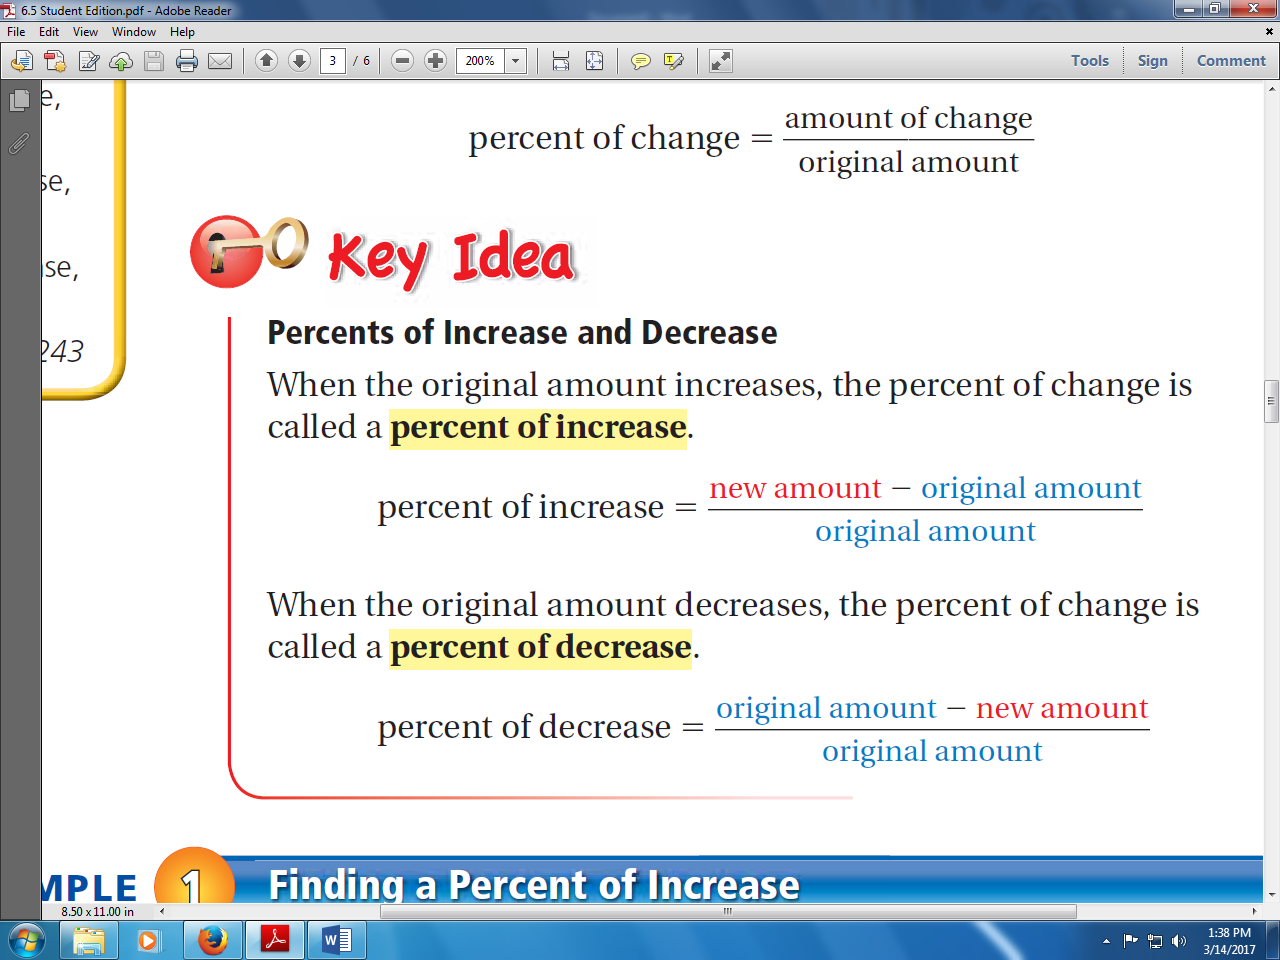 6.5 Student Edition.pdf - Adobe Reader
File Edit View Window Help
3 / 6 200% Tools Sign Comment
e,
se,
ase,
243
percent of change = amount of change / original amount
Key Idea
Percents of Increase and Decrease
When the original amount increases, the percent of change is
called a percent of increase.
percent of increase = new amount − original amount / original amount
When the original amount decreases, the percent of change is
called a percent of decrease.
percent of decrease = original amount − new amount / original amount
MPLE 1 Finding a Percent of Increase
8.50 x 11.00 in
1:38 PM
3/14/2017